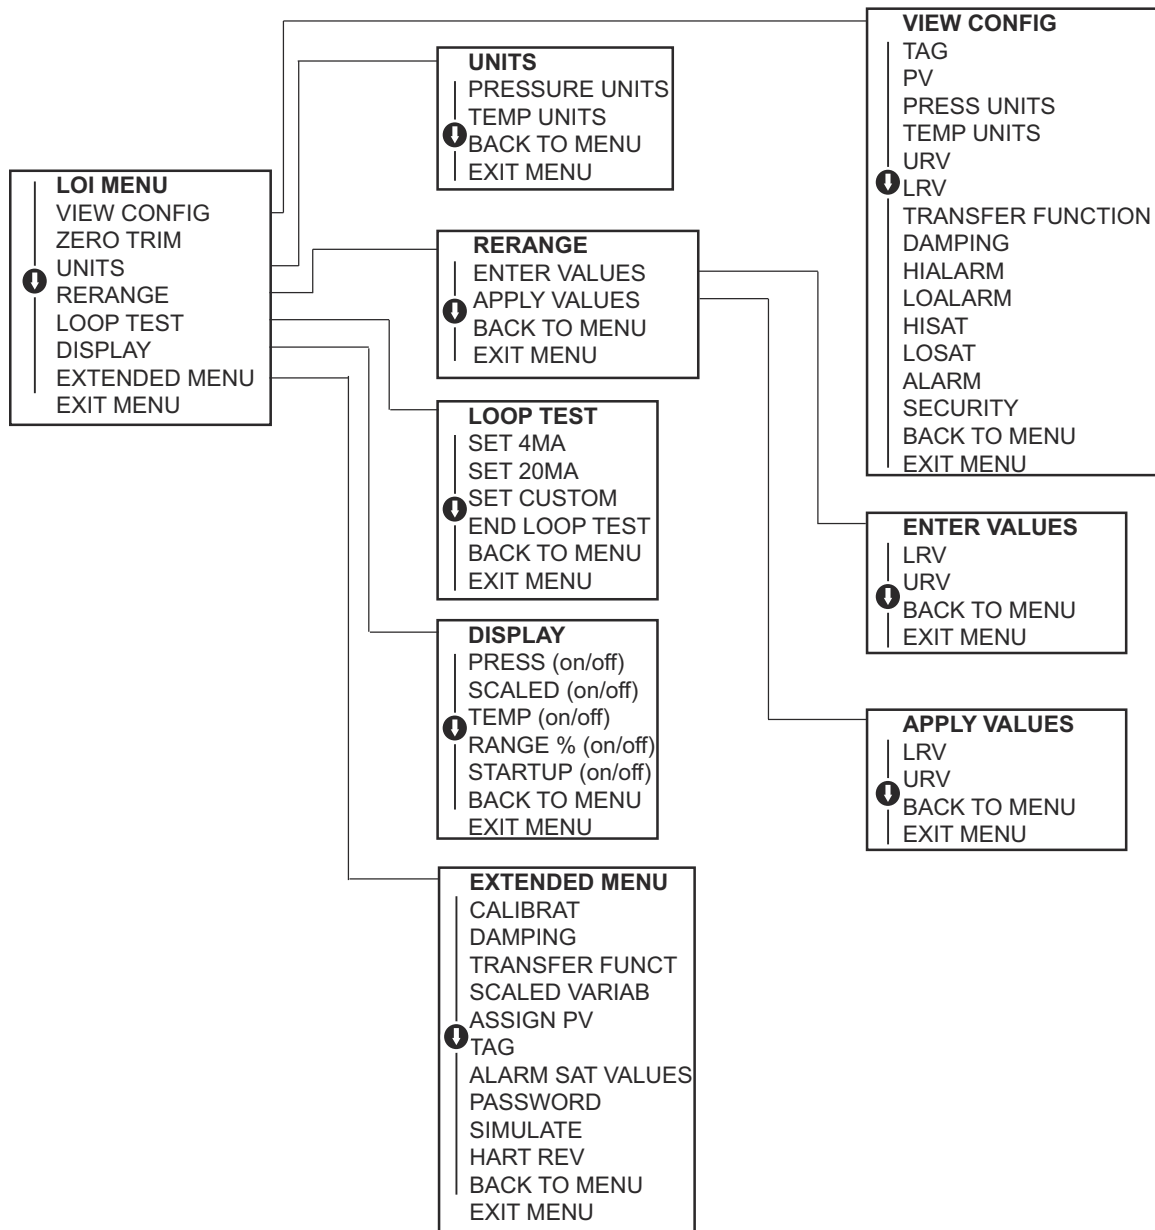 LOI MENU
VIEW CONFIG
ZERO TRIM
UNITS
RERANGE
LOOP TEST
DISPLAY
EXTENDED MENU
EXIT MENU
UNITS
PRESSURE UNITS
TEMP UNITS
BACK TO MENU
EXIT MENU
RERANGE
ENTER VALUES
APPLY VALUES
BACK TO MENU
EXIT MENU
LOOP TEST
SET 4MA
SET 20MA
SET CUSTOM
END LOOP TEST
BACK TO MENU
EXIT MENU
DISPLAY
PRESS (on/off)
SCALED (on/off)
TEMP (on/off)
RANGE % (on/off)
STARTUP (on/off)
BACK TO MENU
EXIT MENU
EXTENDED MENU
CALIBRAT
DAMPING
TRANSFER FUNCT
SCALED VARIAB
ASSIGN PV
TAG
ALARM SAT VALUES
PASSWORD
SIMULATE
HART REV
BACK TO MENU
EXIT MENU
VIEW CONFIG
TAG
PV
PRESS UNITS
TEMP UNITS
URV
LRV
TRANSFER FUNCTION
DAMPING
HIALARM
LOALARM
HISAT
LOSAT
ALARM
SECURITY
BACK TO MENU
EXIT MENU
ENTER VALUES
LRV
URV
BACK TO MENU
EXIT MENU
APPLY VALUES
LRV
URV
BACK TO MENU
EXIT MENU